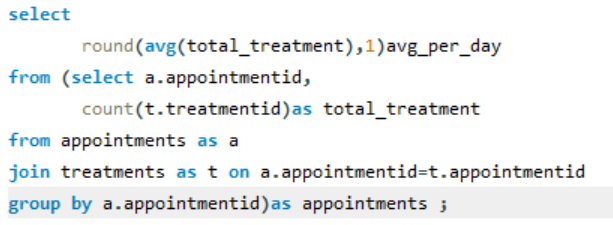 select
round(avg(total_treatment),1)avg_per_day
from (select a.appointmentid,
count(t.treatmentid)as total_treatment
from appointments as a
join treatments as t on a.appointmentid=t.appointmentid
group by a.appointmentid)as appointments ;